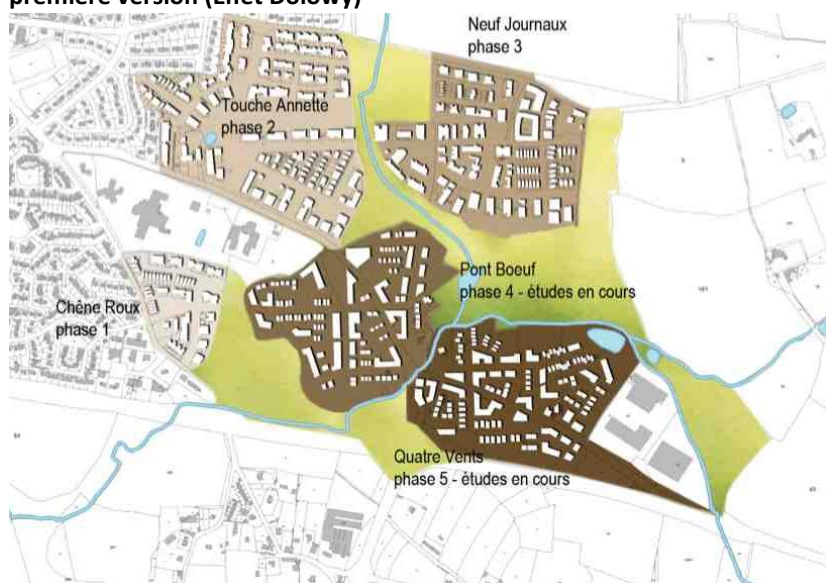 première version (Enet Dolowy)
Neuf Journaux
phase 3
Touche Annette
phase 2
Pont Boeuf
phase 4 - études en cours
Chêne Roux
phase 1
Quatre Vents
phase 5 - études en cours